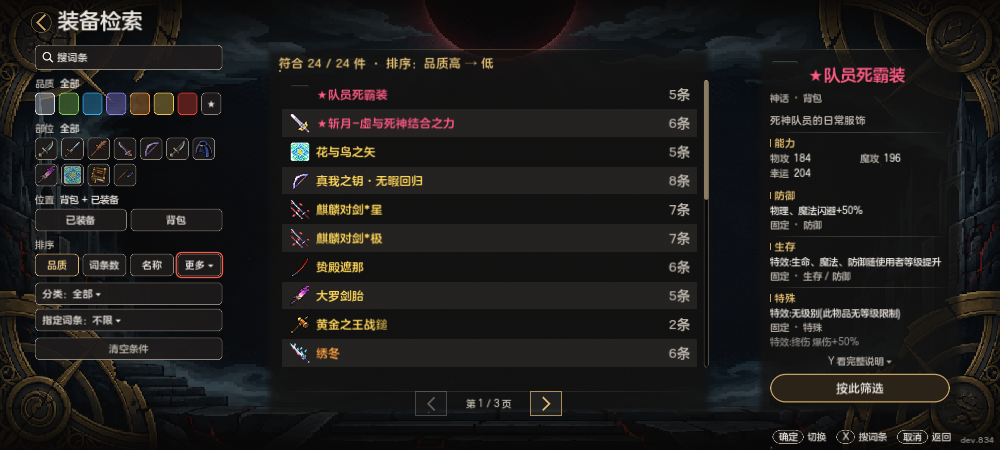 装备检索
搜词条
品质 全部
部位 全部
位置 背包 + 已装备
已装备 背包
排序
品质 词条数 名称 更多
分类: 全部
指定词条: 不限
清空条件
符合 24 / 24 件 · 排序: 品质高 → 低
★队员死霸装 5条
★斩月-虚与死神结合之力 6条
花与鸟之矢 5条
真我之钥·无暇回归 8条
麒麟对剑*星 7条
麒麟对剑*极 7条
贽殿遮那 6条
大罗剑胎 5条
黄金之王战鎚 2条
绣冬 6条
第 1 / 3 页
★队员死霸装
神话 · 背包
死神队员的日常服饰
能力
物攻 184 魔攻 196
幸运 204
防御
物理、魔法闪避+50%
固定 · 防御
生存
特效:生命、魔法、防御随使用者等级提升
固定 · 生存 / 防御
特殊
特效:无级别(此物品无等级限制)
固定 · 特殊
特效:终伤 爆伤+50%
Y 看完整说明
按此筛选
确定 切换 X 搜词条 取消 返回 dev.834